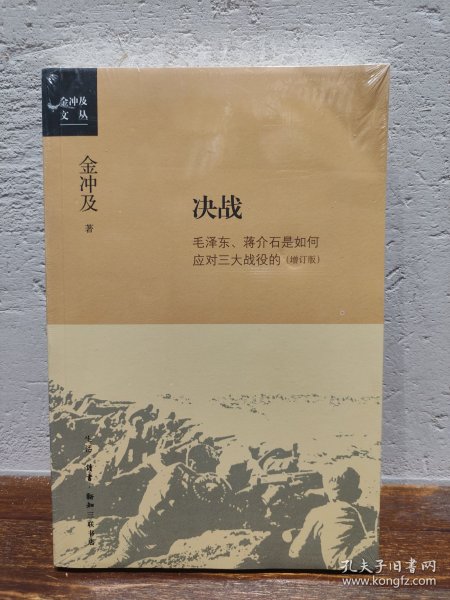 金冲及
文丛
金冲及
著
决战
毛泽东、蒋介石是如何
应对三大战役的（增订版）
生活·读书·新知三联书店
孔夫子旧书网
www.kongfz.com